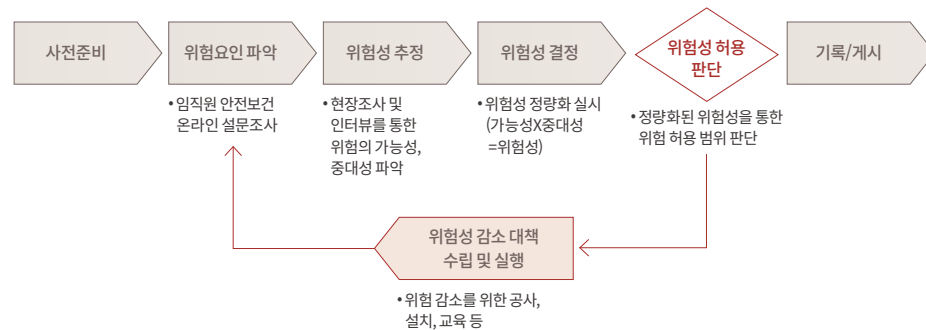 사전준비
위험요인 파악
위험성 추정
위험성 결정
위험성 허용
판단
기록/게시
• 임직원 안전보건
온라인 설문조사
• 현장조사 및
인터뷰를 통한
위험의 가능성,
중대성 파악
• 위험성 정량화 실시
(가능성X중대성
=위험성)
• 정량화된 위험성을 통한
위험 허용 범위 판단
위험성 감소 대책
수립 및 실행
• 위험 감소를 위한 공사,
설치, 교육 등